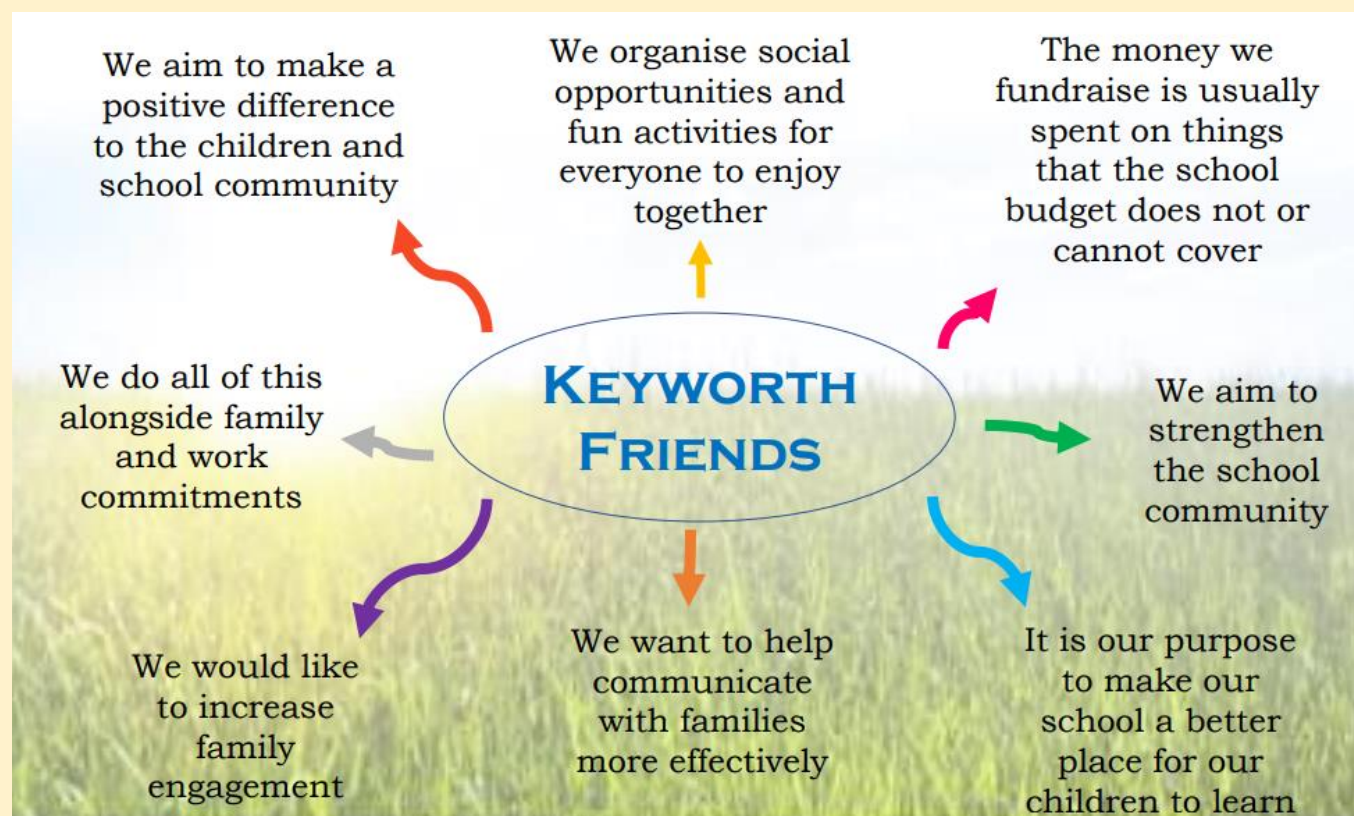 We aim to make a
positive difference
to the children and
school community
We organise social
opportunities and
fun activities for
everyone to enjoy
together
The money we
fundraise is usually
spent on things
that the school
budget does not or
cannot cover
We do all of this
alongside family
and work
commitments
KEYWORTH
FRIENDS
We aim to
strengthen
the school
community
We would like
to increase
family
engagement
We want to help
communicate
with families
more effectively
It is our purpose
to make our
school a better
place for our
children to learn